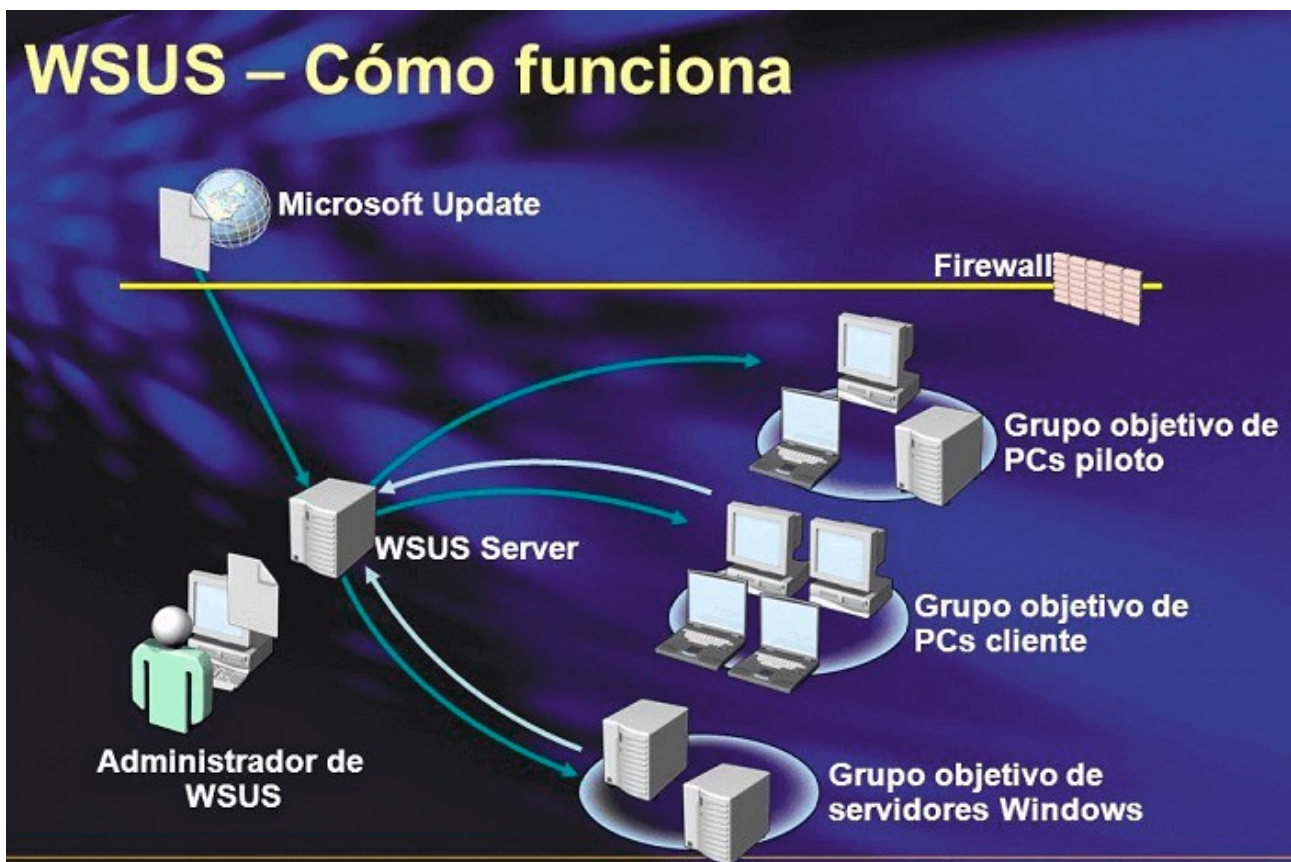 WSUS – Cómo funciona
Microsoft Update
Firewall
Grupo objetivo de
PCs piloto
WSUS Server
Grupo objetivo de
PCs cliente
Administrador de
WSUS
Grupo objetivo de
servidores Windows